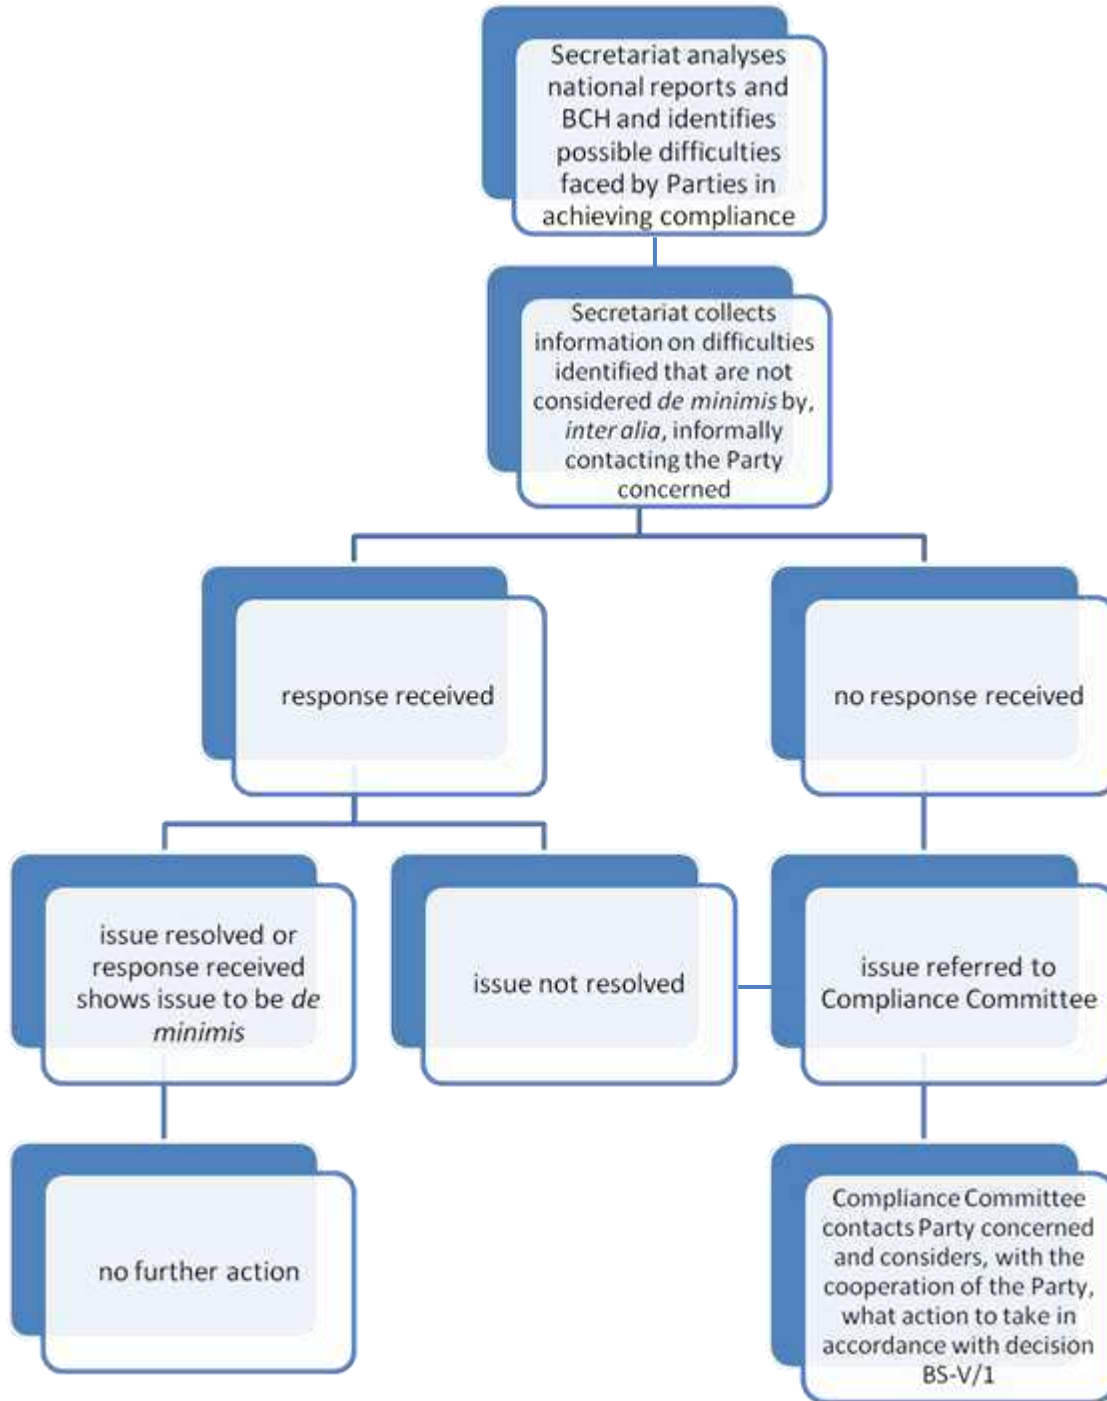 Secretariat analyses
national reports and
BCH and identifies
possible difficulties
faced by Parties in
achieving compliance
Secretariat collects
information on difficulties
identified that are not
considered de minimis by,
inter alia, informally
contacting the Party
concerned
response received
no response received
issue resolved or
response received
shows issue to be de
minimis
issue not resolved
issue referred to
Compliance Committee
no further action
Compliance Committee
contacts Party concerned
and considers, with the
cooperation of the Party,
what action to take in
accordance with decision
BS-V/1